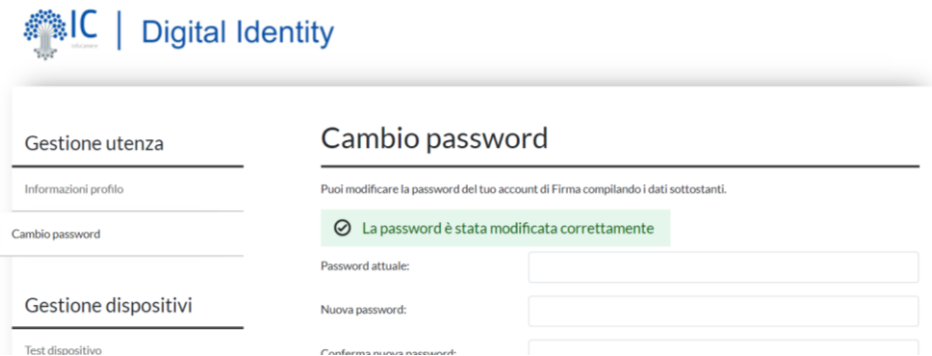 IC | Digital Identity
Gestione utenza
Informazioni profilo
Cambio password
Gestione dispositivi
Test dispositivo
Cambio password
Puoi modificare la password del tuo account di Firma compilando i dati sottostanti.
La password è stata modificata correttamente
Password attuale:
Nuova password:
Conferma nuova password: